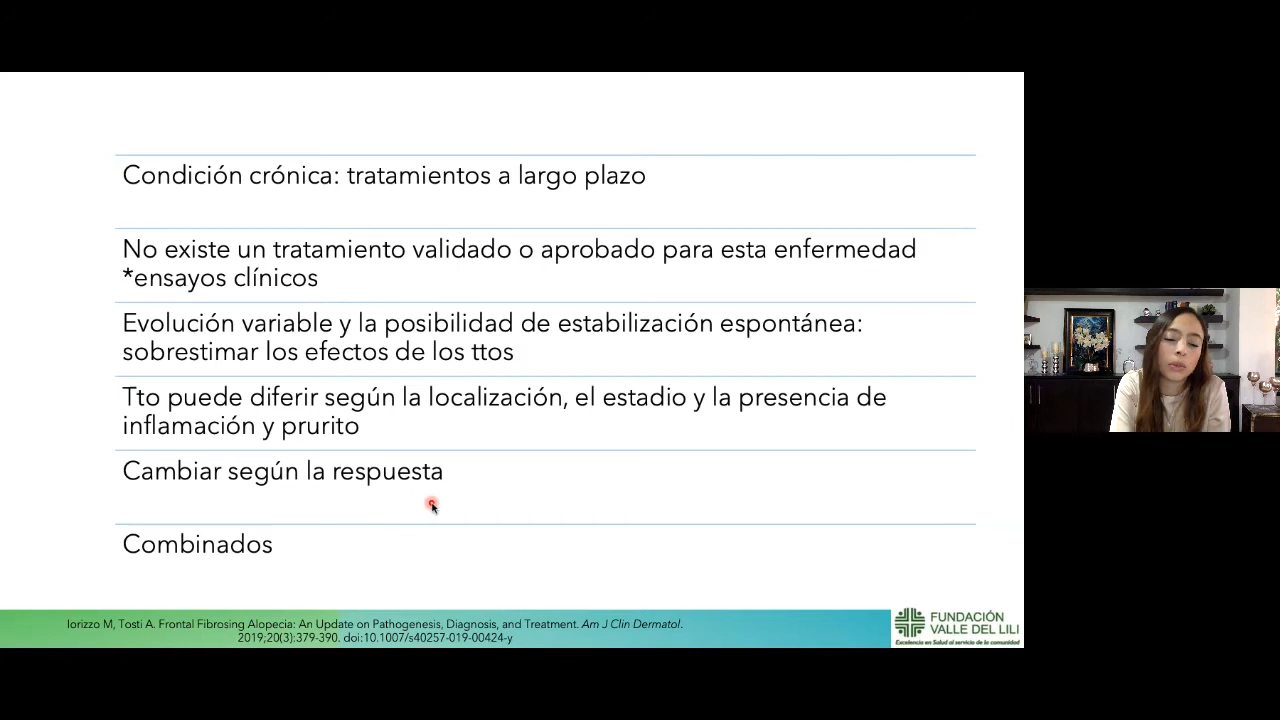 Condición crónica: tratamientos a largo plazo
No existe un tratamiento validado o aprobado para esta enfermedad
*ensayos clínicos
Evolución variable y la posibilidad de estabilización espontánea:
sobrestimar los efectos de los ttos
Tto puede diferir según la localización, el estadio y la presencia de
inflamación y prurito
Cambiar según la respuesta
Combinados
Iorizzo M, Tosti A. Frontal Fibrosing Alopecia: An Update on Pathogenesis, Diagnosis, and Treatment. Am J Clin Dermatol.
2019;20(3):379-390. doi:10.1007/s40257-019-00424-y
FUNDACIÓN
VALLE DEL LILI
Excelencia en Salud al servicio de la comunidad